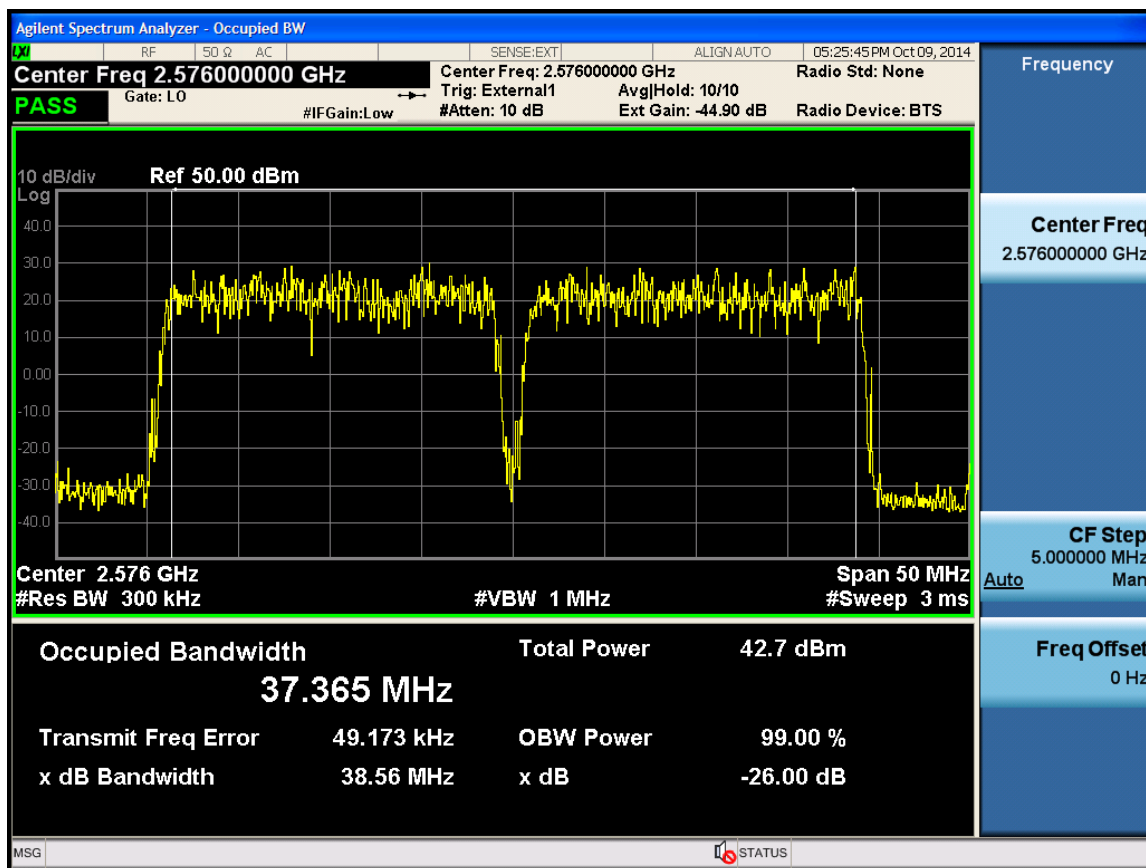 Agilent Spectrum Analyzer - Occupied BW
LXI RF 50 Ω AC SENSE:EXT ALIGN AUTO 05:25:45 PM Oct 09, 2014
Center Freq 2.576000000 GHz
PASS
Gate: LO
#IFGain:Low
Center Freq: 2.576000000 GHz
Trig: External1 Avg|Hold: 10/10
#Atten: 10 dB Ext Gain: -44.90 dB
Radio Std: None
Radio Device: BTS
10 dB/div Ref 50.00 dBm
Log
40.0
30.0
20.0
10.0
0.00
-10.0
-20.0
-30.0
-40.0
Center 2.576 GHz Span 50 MHz
#Res BW 300 kHz #VBW 1 MHz #Sweep 3 ms
Occupied Bandwidth Total Power 42.7 dBm
37.365 MHz
Transmit Freq Error 49.173 kHz OBW Power 99.00 %
x dB Bandwidth 38.56 MHz x dB -26.00 dB
Frequency
Center Freq
2.576000000 GHz
CF Step
5.000000 MHz
Auto Man
Freq Offset
0 Hz
MSG STATUS